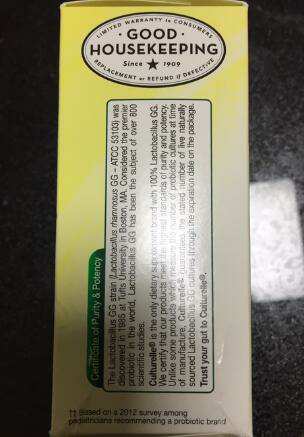 LIMITED WARRANTY to CONSUMERS
GOOD
HOUSEKEEPING
Since ★ 1909
REPLACEMENT or REFUND IF DEFECTIVE
Certificate of Purity & Potency
The Lactobacillus GG strain (Lactobacillus rhamnosus GG – ATCC 53103) was
discovered in 1985 at Tufts University in Boston, MA. Considered the premier
probiotic in the world, Lactobacillus GG has been the subject of over 800
scientific studies.
Culturelle® is the only dietary supplement brand with 100% Lactobacillus GG.
We certify that our products meet the highest standards of purity and potency.
Unlike some products which measure the number of probiotic cultures at time
of manufacture, Culturelle® guarantees the stated number of live naturally
sourced Lactobacillus GG cultures through the expiration date on the package.
Trust your gut to Culturelle®.
†† Based on a 2012 survey among
pediatricians recommending a probiotic brand